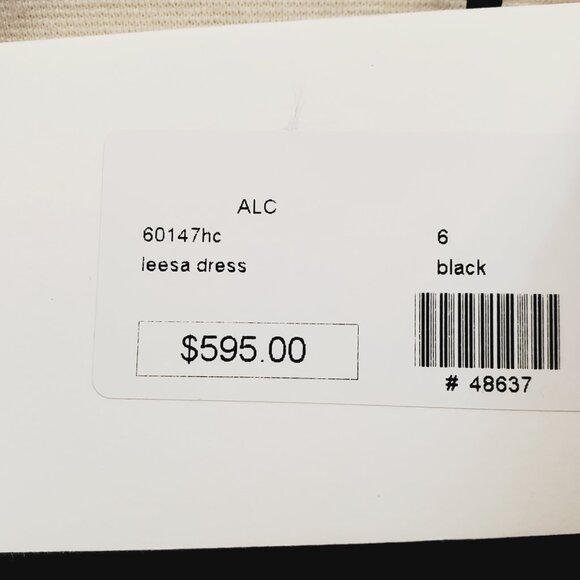 ALC
60147hc 6
leesa dress black
$595.00
# 48637